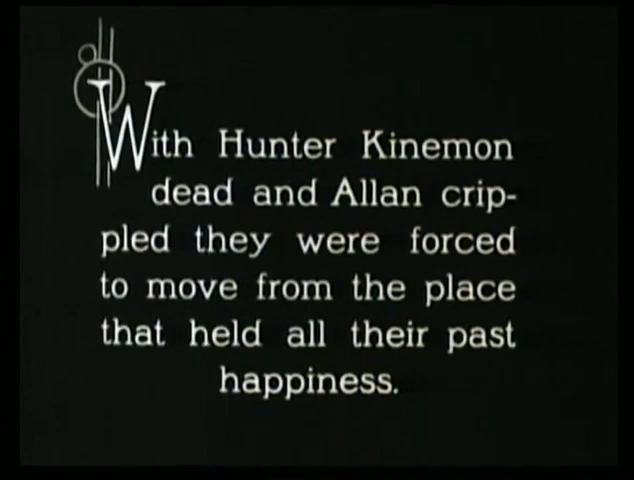 With Hunter Kinemon
dead and Allan crip-
pled they were forced
to move from the place
that held all their past
happiness.